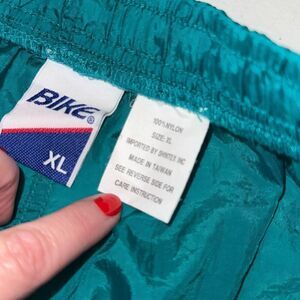 BIKE®
XL
100% NYLON
SIZE: XL
IMPORTED BY SHINTEX INC
MADE IN TAIWAN
SEE REVERSE SIDE FOR
CARE INSTRUCTION